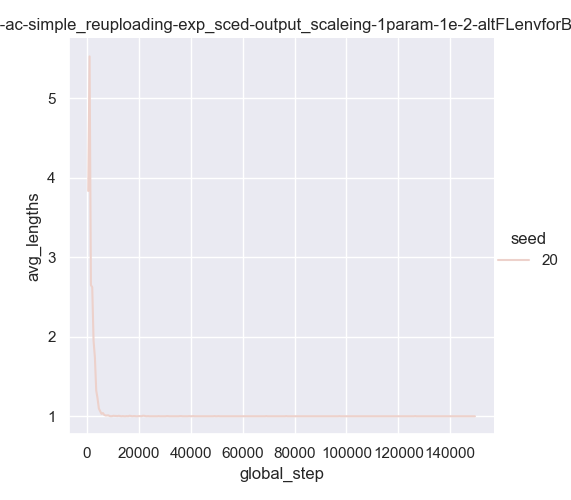 -ac-simple_reuploading-exp_sced-output_scaleing-1param-1e-2-altFLenvforB
5
4
3
2
1
avg_lengths
0 20000 40000 60000 80000 100000 120000 140000
global_step
seed
20